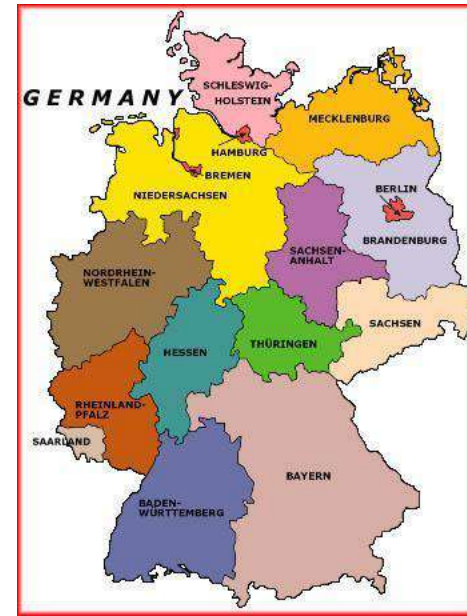 SCHLESWIG-
HOLSTEIN
GERMANY
MECKLENBURG
HAMBURG
BREMEN
NIEDERSACHSEN
BERLIN
BRANDENBURG
SACHSEN-
ANHALT
NORDRHEIN-
WESTFALEN
SACHSEN
THÜRINGEN
HESSEN
RHEINLAND-
PFALZ
SAARLAND
BAYERN
BADEN-
WÜRTTEMBERG